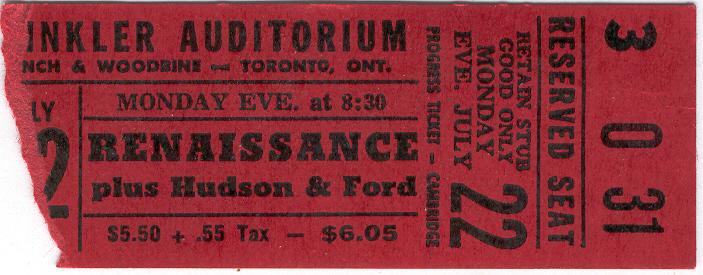 INKLER AUDITORIUM
NCH & WOODBINE — TORONTO, ONT.
LY
2
MONDAY EVE. at 8:30
RENAISSANCE
plus Hudson & Ford
$5.50 + .55 Tax — $6.05
PROGRESS TICKET — CAMBRIDGE
EVE. JULY
MONDAY
GOOD ONLY
RETAIN STUB
22
RESERVED SEAT
3 0 31